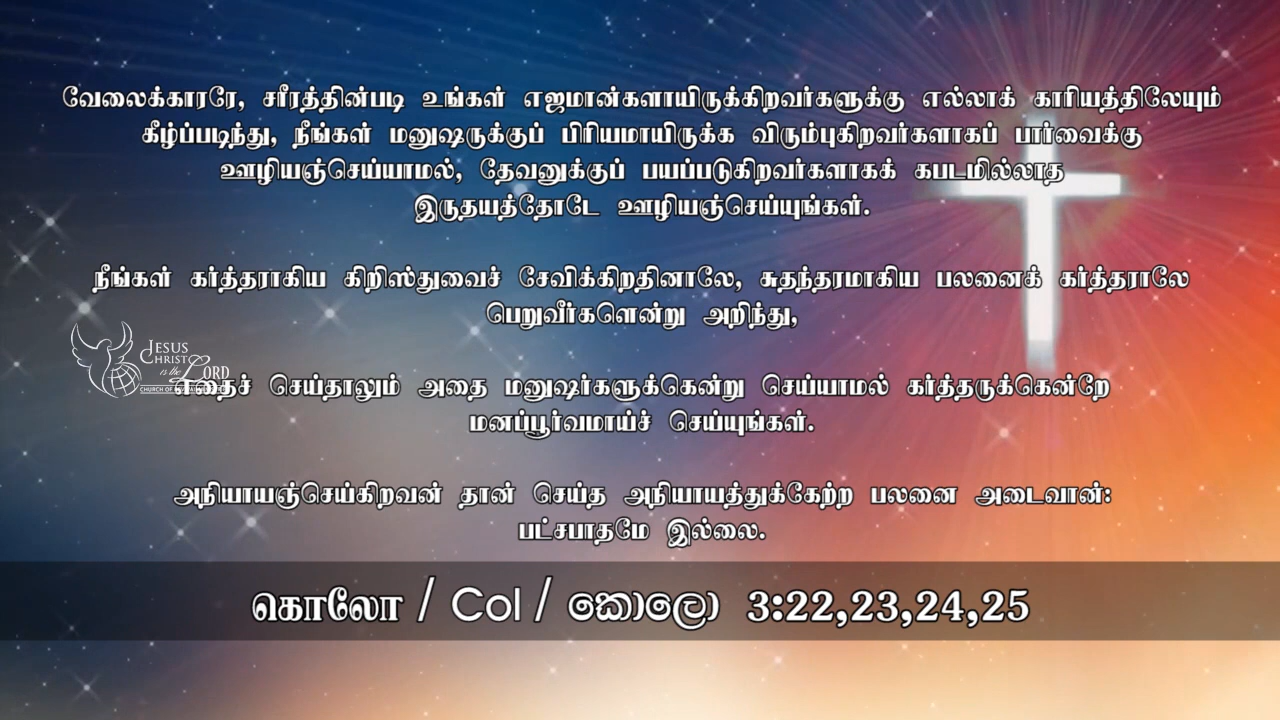 வேலைக்காரரே, சரீரத்தின்படி உங்கள் எஜமான்களாயிருக்கிறவர்களுக்கு எல்லாக் காரியத்திலேயும்
கீழ்ப்படிந்து, நீங்கள் மனுஷருக்குப் பிரியமாயிருக்க விரும்புகிறவர்களாகப் பார்வைக்கு
ஊழியஞ்செய்யாமல், தேவனுக்குப் பயப்படுகிறவர்களாகக் கபடமில்லாத
இருதயத்தோடே ஊழியஞ்செய்யுங்கள்.
நீங்கள் கர்த்தராகிய கிறிஸ்துவைச் சேவிக்கிறதினாலே, சுதந்தரமாகிய பலனைக் கர்த்தராலே
பெறுவீர்களென்று அறிந்து,
JESUS
CHRIST
is the LORD
CHURCH OF
செய்தாலும் அதை மனுஷர்களுக்கென்று செய்யாமல் கர்த்தருக்கென்றே
மனப்பூர்வமாய்ச் செய்யுங்கள்.
அநியாயஞ்செய்கிறவன் தான் செய்த அநியாயத்துக்கேற்ற பலனை அடைவான்:
பட்சபாதமே இல்லை.
கொலோ / Col / කොලො 3:22,23,24,25